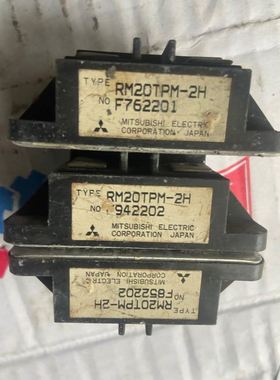 TYPE RM20TPM-2H
NO F762201
MITSUBISHI ELECTRIC
CORPORATION JAPAN
TYPE RM20TPM-2H
NO 942202
MITSUBISHI ELECTRIC
CORPORATION JAPAN
TYPE RM20TPM-2H
NO F852202
MITSUBISHI ELECTRIC
CORPORATION JAPAN